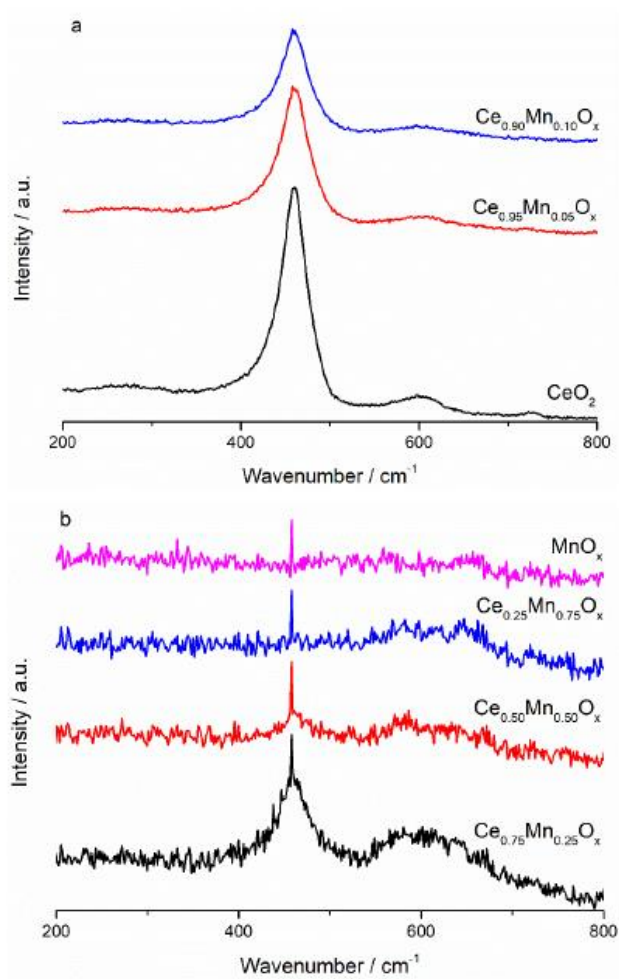 a
Ce₀.₉₀Mn₀.₁₀Oₓ
Ce₀.₉₅Mn₀.₀₅Oₓ
CeO₂
Intensity / a.u.
200 400 600 800
Wavenumber / cm⁻¹
b
MnOₓ
Ce₀.₂₅Mn₀.₇₅Oₓ
Ce₀.₅₀Mn₀.₅₀Oₓ
Ce₀.₇₅Mn₀.₂₅Oₓ
Intensity / a.u.
200 400 600 800
Wavenumber / cm⁻¹